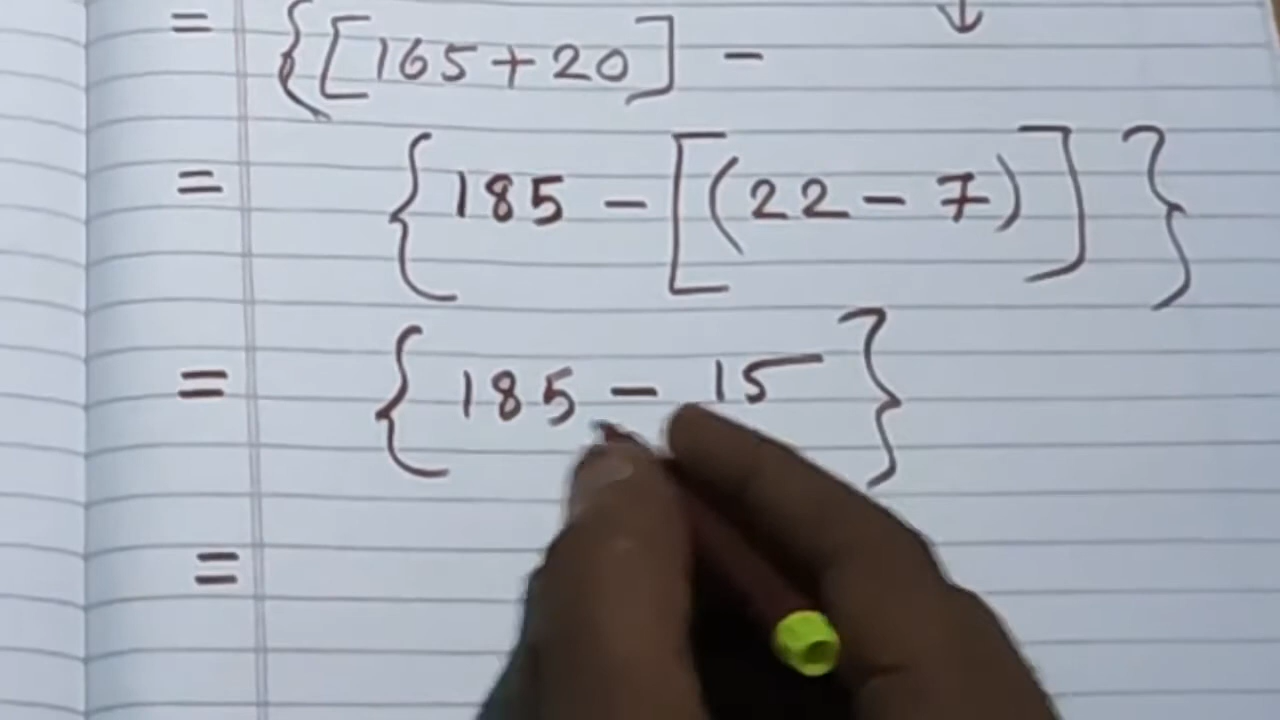 = {[165+20] -
= {185 - [(22 - 7)]}
= {185 - 15}
=